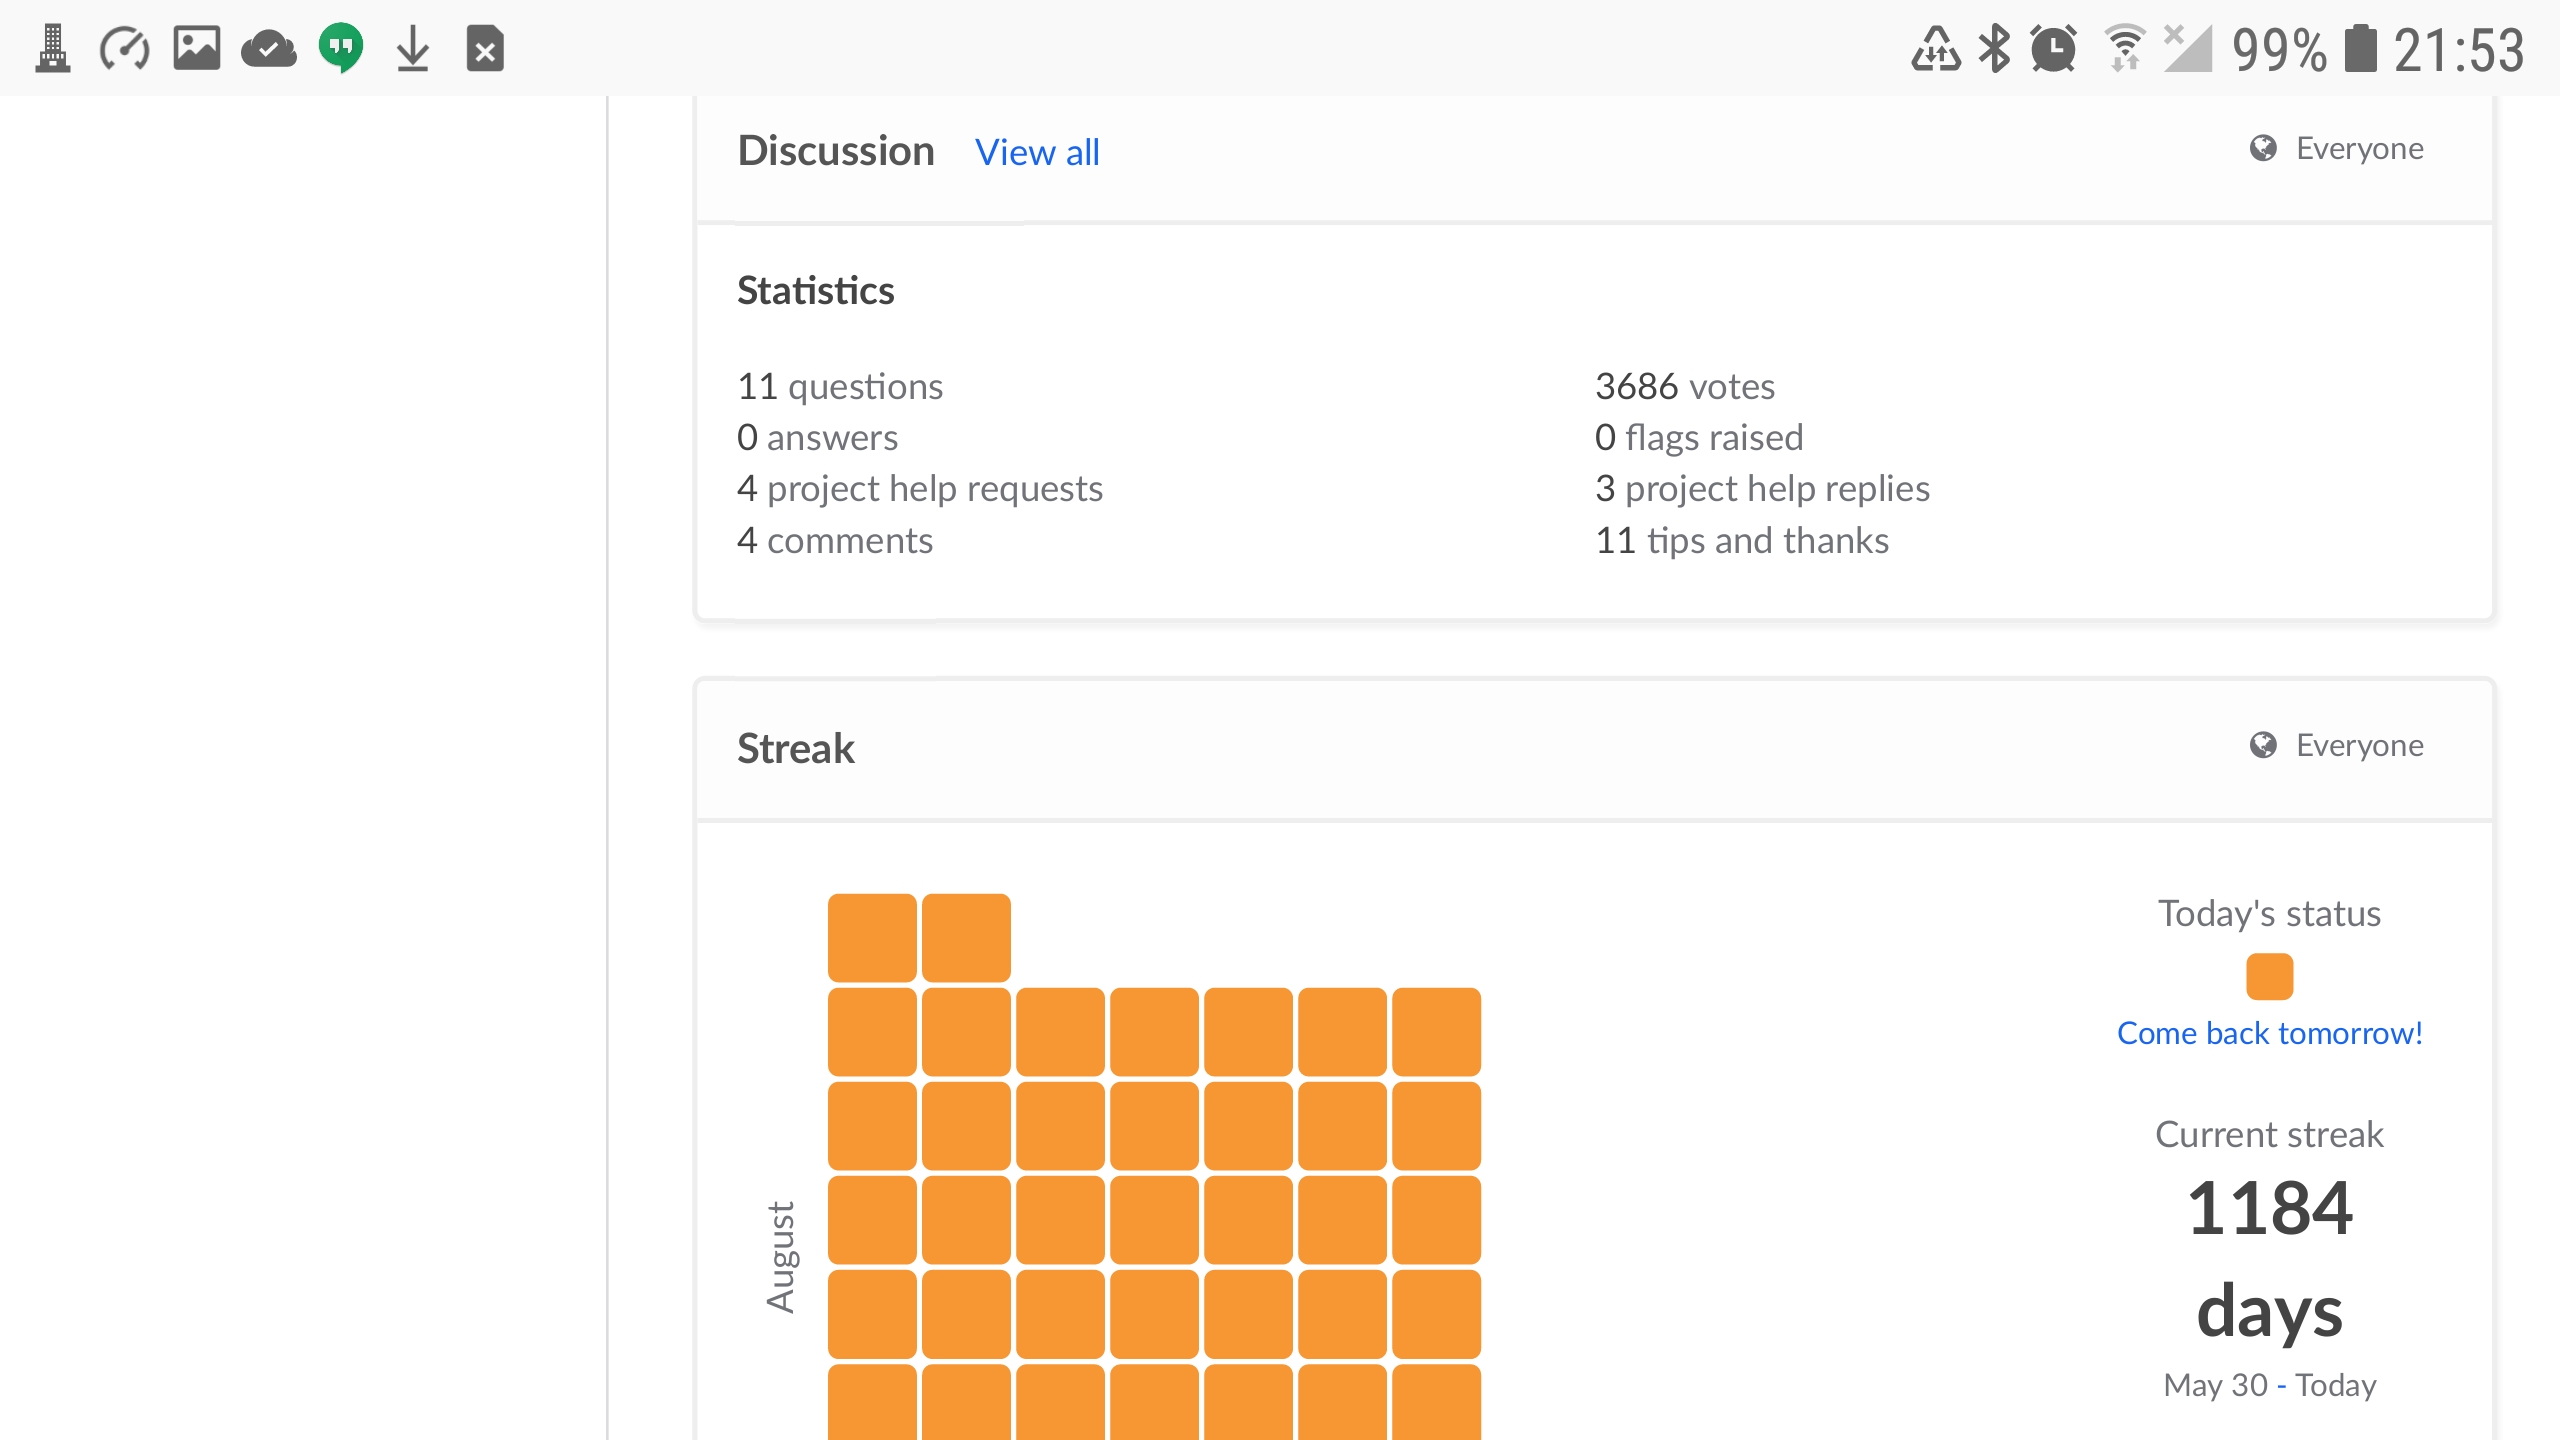 99% 21:53
Discussion View all Everyone
Statistics
11 questions
0 answers
4 project help requests
4 comments
3686 votes
0 flags raised
3 project help replies
11 tips and thanks
Streak Everyone
August
Today's status
Come back tomorrow!
Current streak
1184
days
May 30 - Today